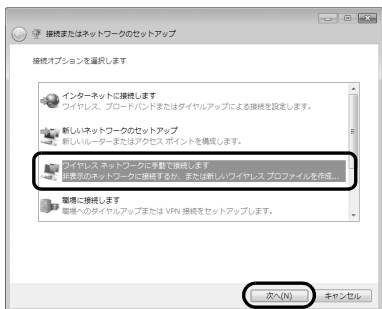 接続またはネットワークのセットアップ
接続オプションを選択します
インターネットに接続します
ワイヤレス、ブロードバンドまたはダイヤルアップによる接続を設定します。
新しいネットワークのセットアップ
新しいルーターまたはアクセス ポイントを構成します。
ワイヤレス ネットワークに手動で接続します
非表示のネットワークに接続するか、または新しいワイヤレス プロファイルを作成...
職場に接続します
職場へのダイヤルアップまたは VPN 接続をセットアップします。
次へ(N)
キャンセル